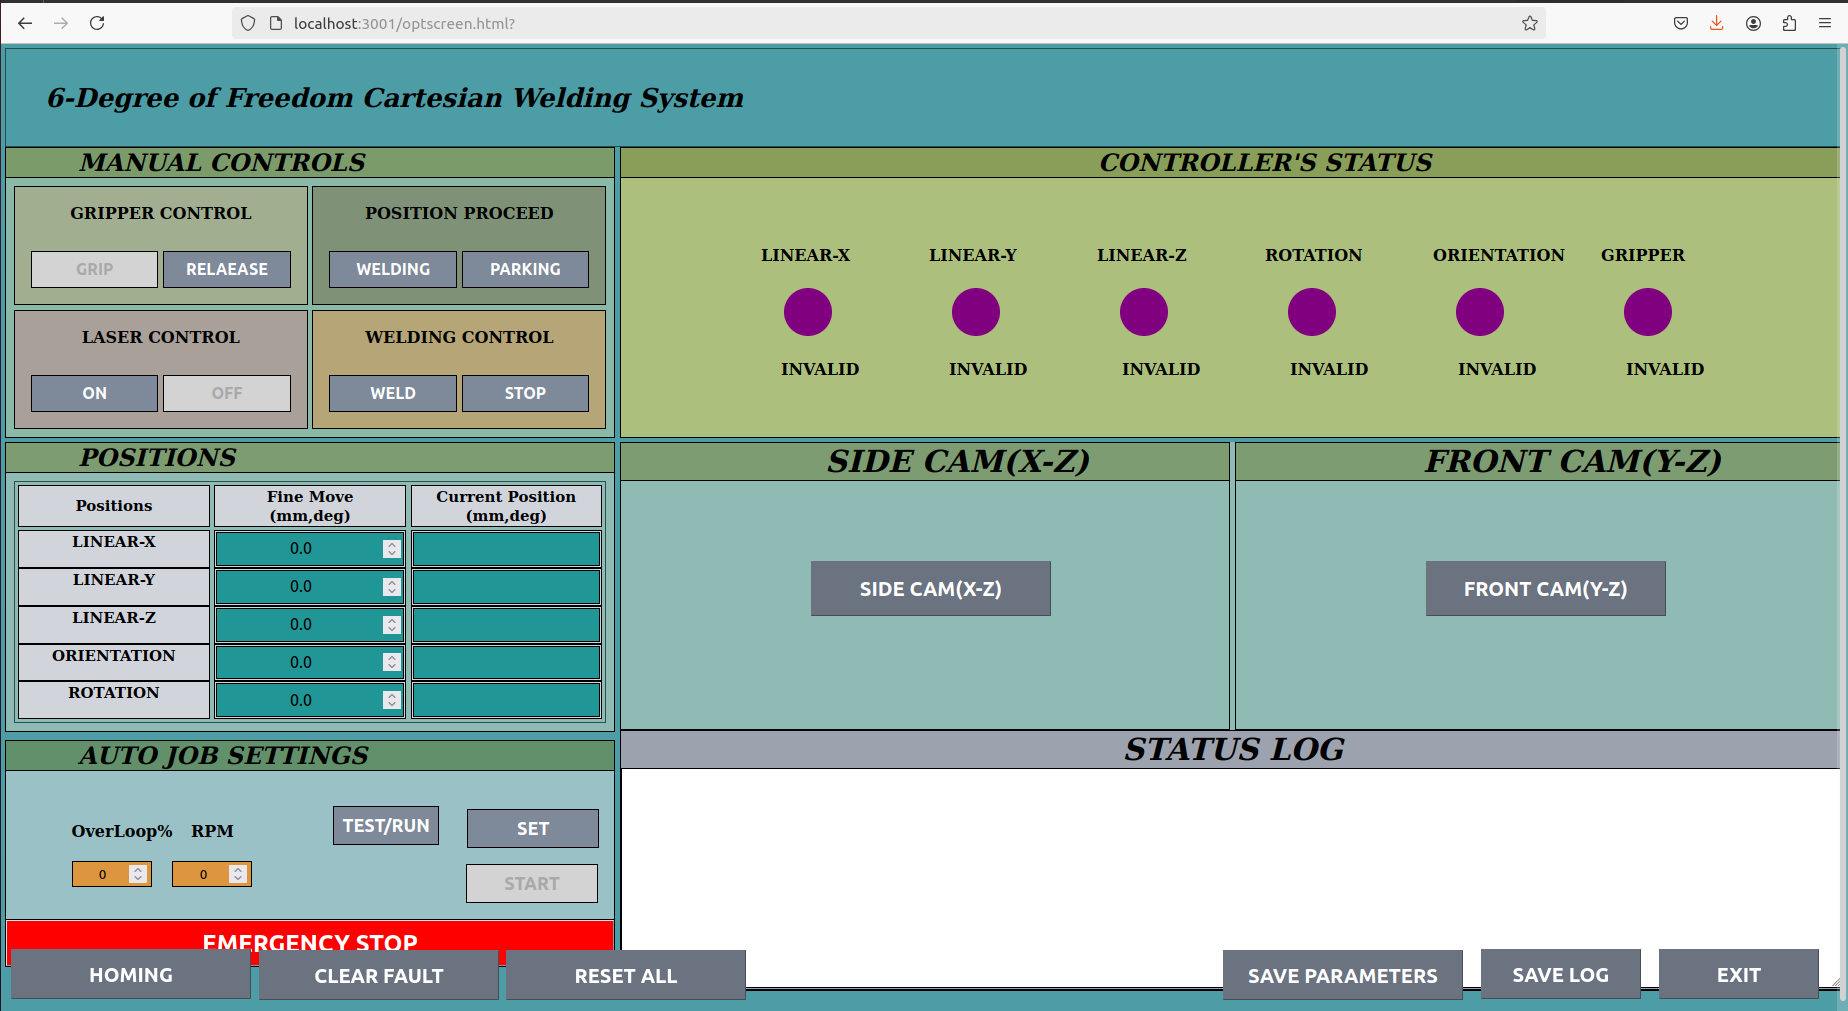 localhost:3001/optscreen.html?
6-Degree of Freedom Cartesian Welding System
MANUAL CONTROLS
GRIPPER CONTROL
GRIP RELAEASE
POSITION PROCEED
WELDING PARKING
LASER CONTROL
ON OFF
WELDING CONTROL
WELD STOP
CONTROLLER'S STATUS
LINEAR-X LINEAR-Y LINEAR-Z ROTATION ORIENTATION GRIPPER
INVALID INVALID INVALID INVALID INVALID INVALID
POSITIONS
Positions Fine Move (mm,deg) Current Position (mm,deg)
LINEAR-X 0.0
LINEAR-Y 0.0
LINEAR-Z 0.0
ORIENTATION 0.0
ROTATION 0.0
SIDE CAM(X-Z)
SIDE CAM(X-Z)
FRONT CAM(Y-Z)
FRONT CAM(Y-Z)
AUTO JOB SETTINGS
OverLoop% RPM
0 0
TEST/RUN SET
START
STATUS LOG
EMERGENCY STOP
HOMING CLEAR FAULT RESET ALL SAVE PARAMETERS SAVE LOG EXIT